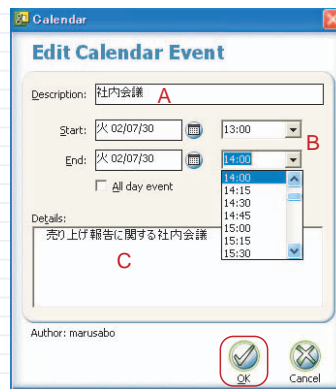 Calendar
Edit Calendar Event
Description: 社内会議 A
Start: 火 02/07/30 13:00
B
End: 火 02/07/30 14:00
All day event
14:00
14:15
14:30
14:45
15:00
15:15
15:30
Details:
売り上げ報告に関する社内会議
C
Author: marusabo
OK Cancel